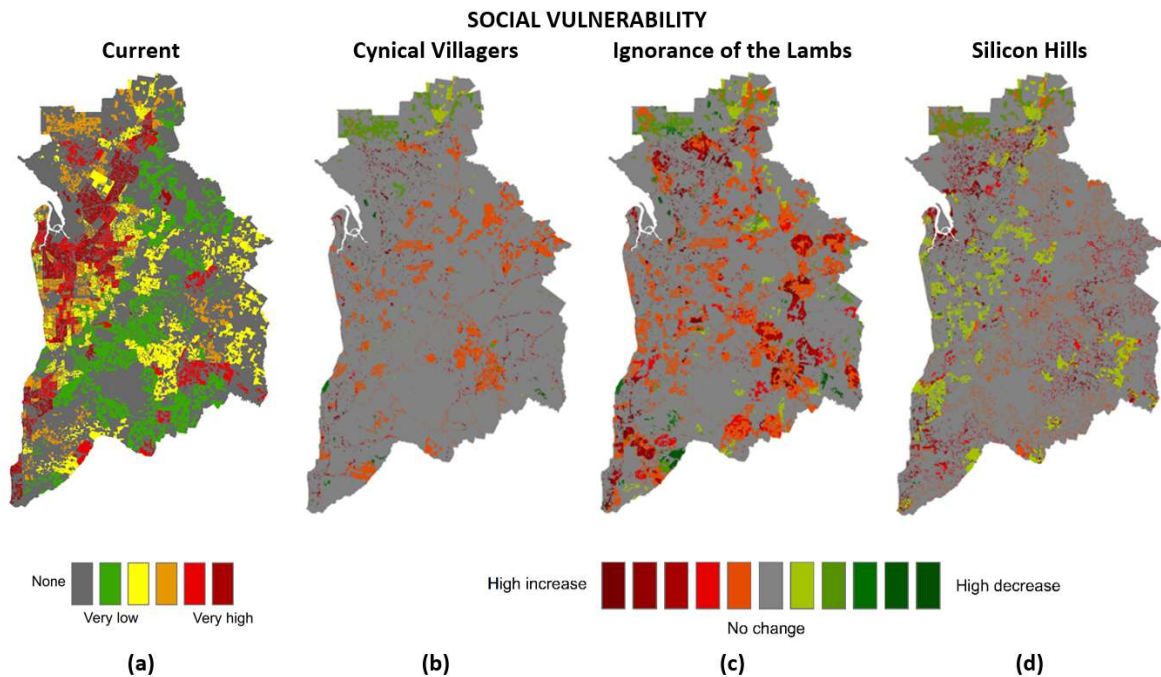 SOCIAL VULNERABILITY
Current
Cynical Villagers
Ignorance of the Lambs
Silicon Hills
None
Very low
Very high
High increase
High decrease
No change
(a)
(b)
(c)
(d)